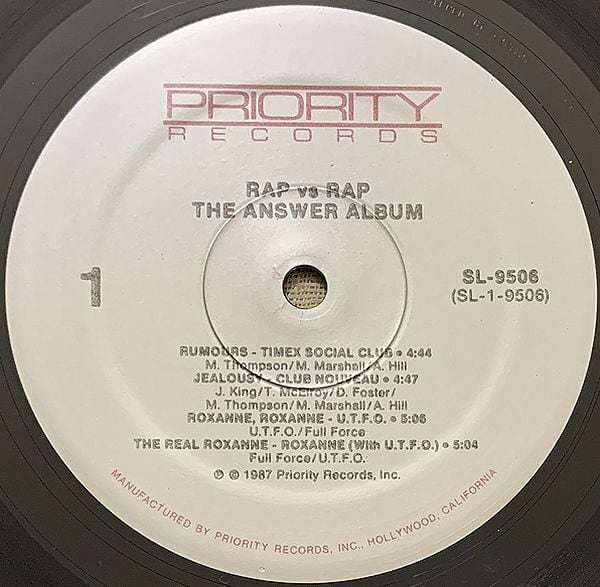 PRIORITY
RECORDS
RAP vs RAP
THE ANSWER ALBUM
1
SL-9506
(SL-1-9506)
RUMOURS - TIMEX SOCIAL CLUB • 4:44
M. Thompson/M. Marshall/A. Hill
JEALOUSY - CLUB NOUVEAU • 4:47
J. King/T. McElroy/D. Foster/
M. Thompson/M. Marshall/A. Hill
ROXANNE, ROXANNE - U.T.F.O. • 5:06
U.T.F.O./Full Force
THE REAL ROXANNE - ROXANNE (With U.T.F.O.) • 5:04
Full Force/U.T.F.O.
℗ © 1987 Priority Records, Inc.
MANUFACTURED BY PRIORITY RECORDS, INC., HOLLYWOOD, CALIFORNIA